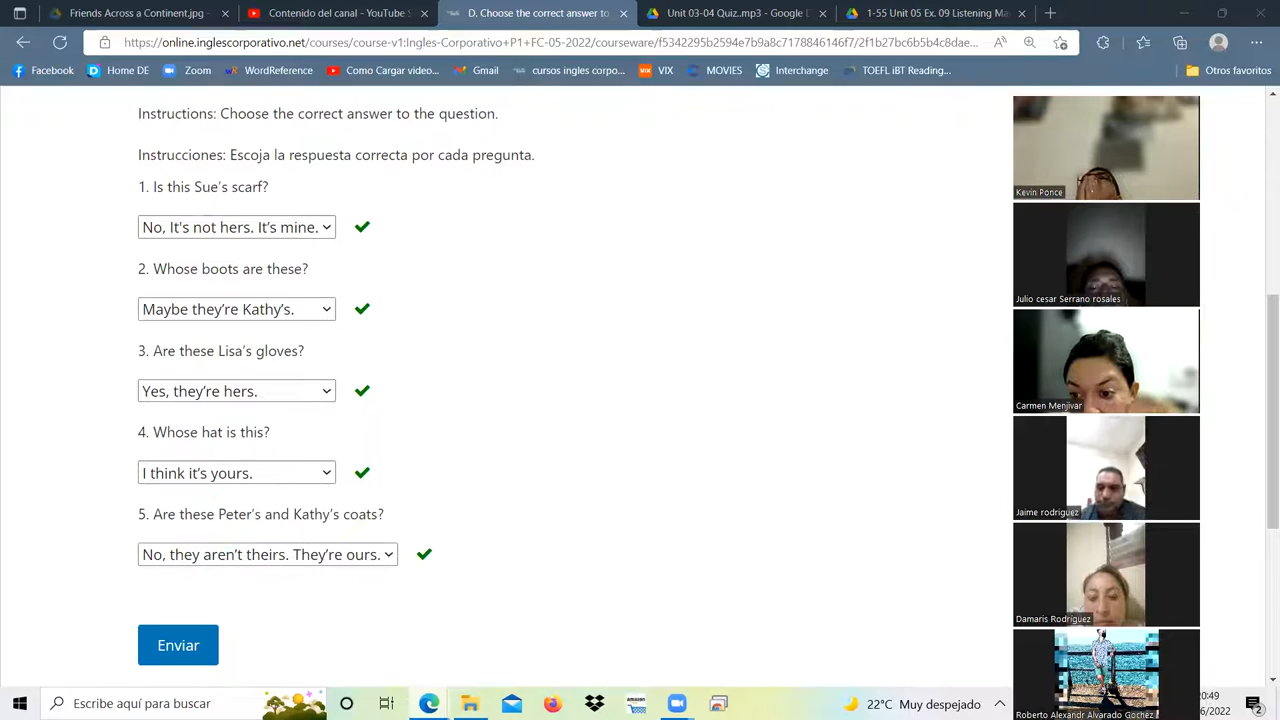 Friends Across a Continent.jpg -
Contenido del canal - YouTube S
D. Choose the correct answer to
Unit 03-04 Quiz..mp3 - Google D
1-55 Unit 05 Ex. 09 Listening Ma
https://online.inglescorporativo.net/courses/course-v1:Ingles-Corporativo+P1+FC-05-2022/courseware/f5342295b2594e7b9a8c7178846146f7/2f1b27bc6b5b4c8dae...
Facebook
Home DE
Zoom
WordReference
Como Cargar video...
Gmail
cursos ingles corpo...
VIX
MOVIES
Interchange
TOEFL iBT Reading...
Otros favoritos
Instructions: Choose the correct answer to the question.
Instrucciones: Escoja la respuesta correcta por cada pregunta.
1. Is this Sue's scarf?
No, It's not hers. It's mine.
2. Whose boots are these?
Maybe they're Kathy's.
3. Are these Lisa's gloves?
Yes, they're hers.
4. Whose hat is this?
I think it's yours.
5. Are these Peter's and Kathy's coats?
No, they aren't theirs. They're ours.
Enviar
Kevin Ponce
Julio cesar Serrano rosales
Carmen Menjivar
Jaime rodriguez
Damaris Rodríguez
Roberto Alexandr Alvarado Gochez
Escribe aquí para buscar
amazon
22°C Muy despejado
20:49
6/2022
2